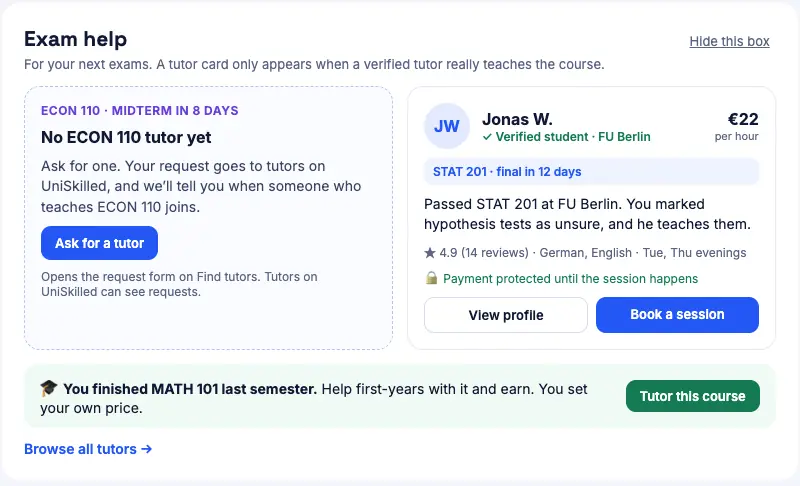 Exam help
Hide this box
For your next exams. A tutor card only appears when a verified tutor really teaches the course.
ECON 110 · MIDTERM IN 8 DAYS
No ECON 110 tutor yet
Ask for one. Your request goes to tutors on
UniSkilled, and we’ll tell you when someone who
teaches ECON 110 joins.
Ask for a tutor
Opens the request form on Find tutors. Tutors on
UniSkilled can see requests.
JW
Jonas W.
✓ Verified student · FU Berlin
€22
per hour
STAT 201 · final in 12 days
Passed STAT 201 at FU Berlin. You marked
hypothesis tests as unsure, and he teaches them.
★ 4.9 (14 reviews) · German, English · Tue, Thu evenings
🔒 Payment protected until the session happens
View profile
Book a session
🎓 You finished MATH 101 last semester. Help first-years with it and earn. You set
your own price.
Tutor this course
Browse all tutors →